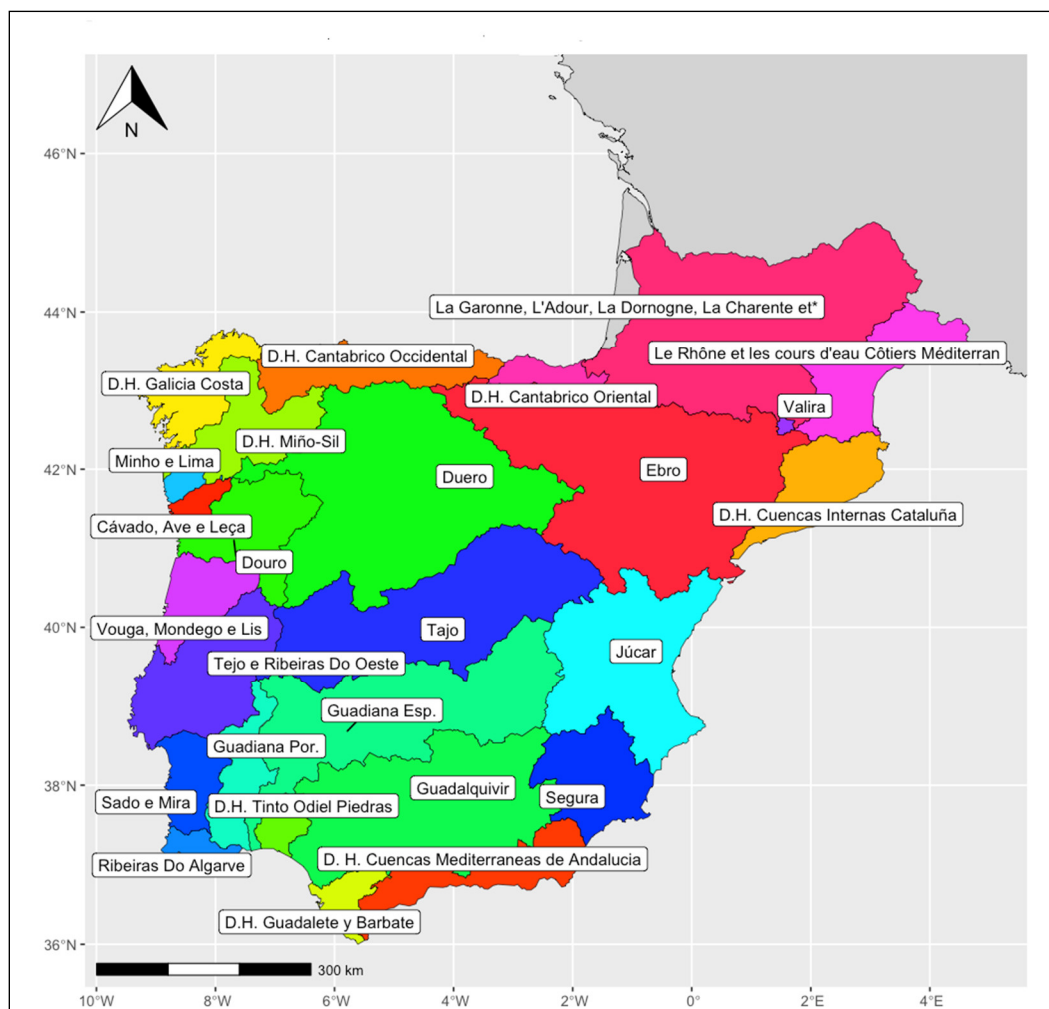 N
46°N
44°N
La Garonne, L'Adour, La Dornogne, La Charente et*
Le Rhône et les cours d'eau Côtiers Méditerran
D.H. Cantabrico Occidental
D.H. Galicia Costa
D.H. Cantabrico Oriental
Valira
D.H. Miño-Sil
Minho e Lima
42°N
Duero
Ebro
D.H. Cuencas Internas Cataluña
Cávado, Ave e Leça
Douro
40°N
Vouga, Mondego e Lis
Tajo
Júcar
Tejo e Ribeiras Do Oeste
Guadiana Esp.
Guadiana Por.
38°N
Guadalquivir
Segura
Sado e Mira
D.H. Tinto Odiel Piedras
Ribeiras Do Algarve
D. H. Cuencas Mediterraneas de Andalucia
D.H. Guadalete y Barbate
36°N
300 km
10°W 8°W 6°W 4°W 2°W 0° 2°E 4°E